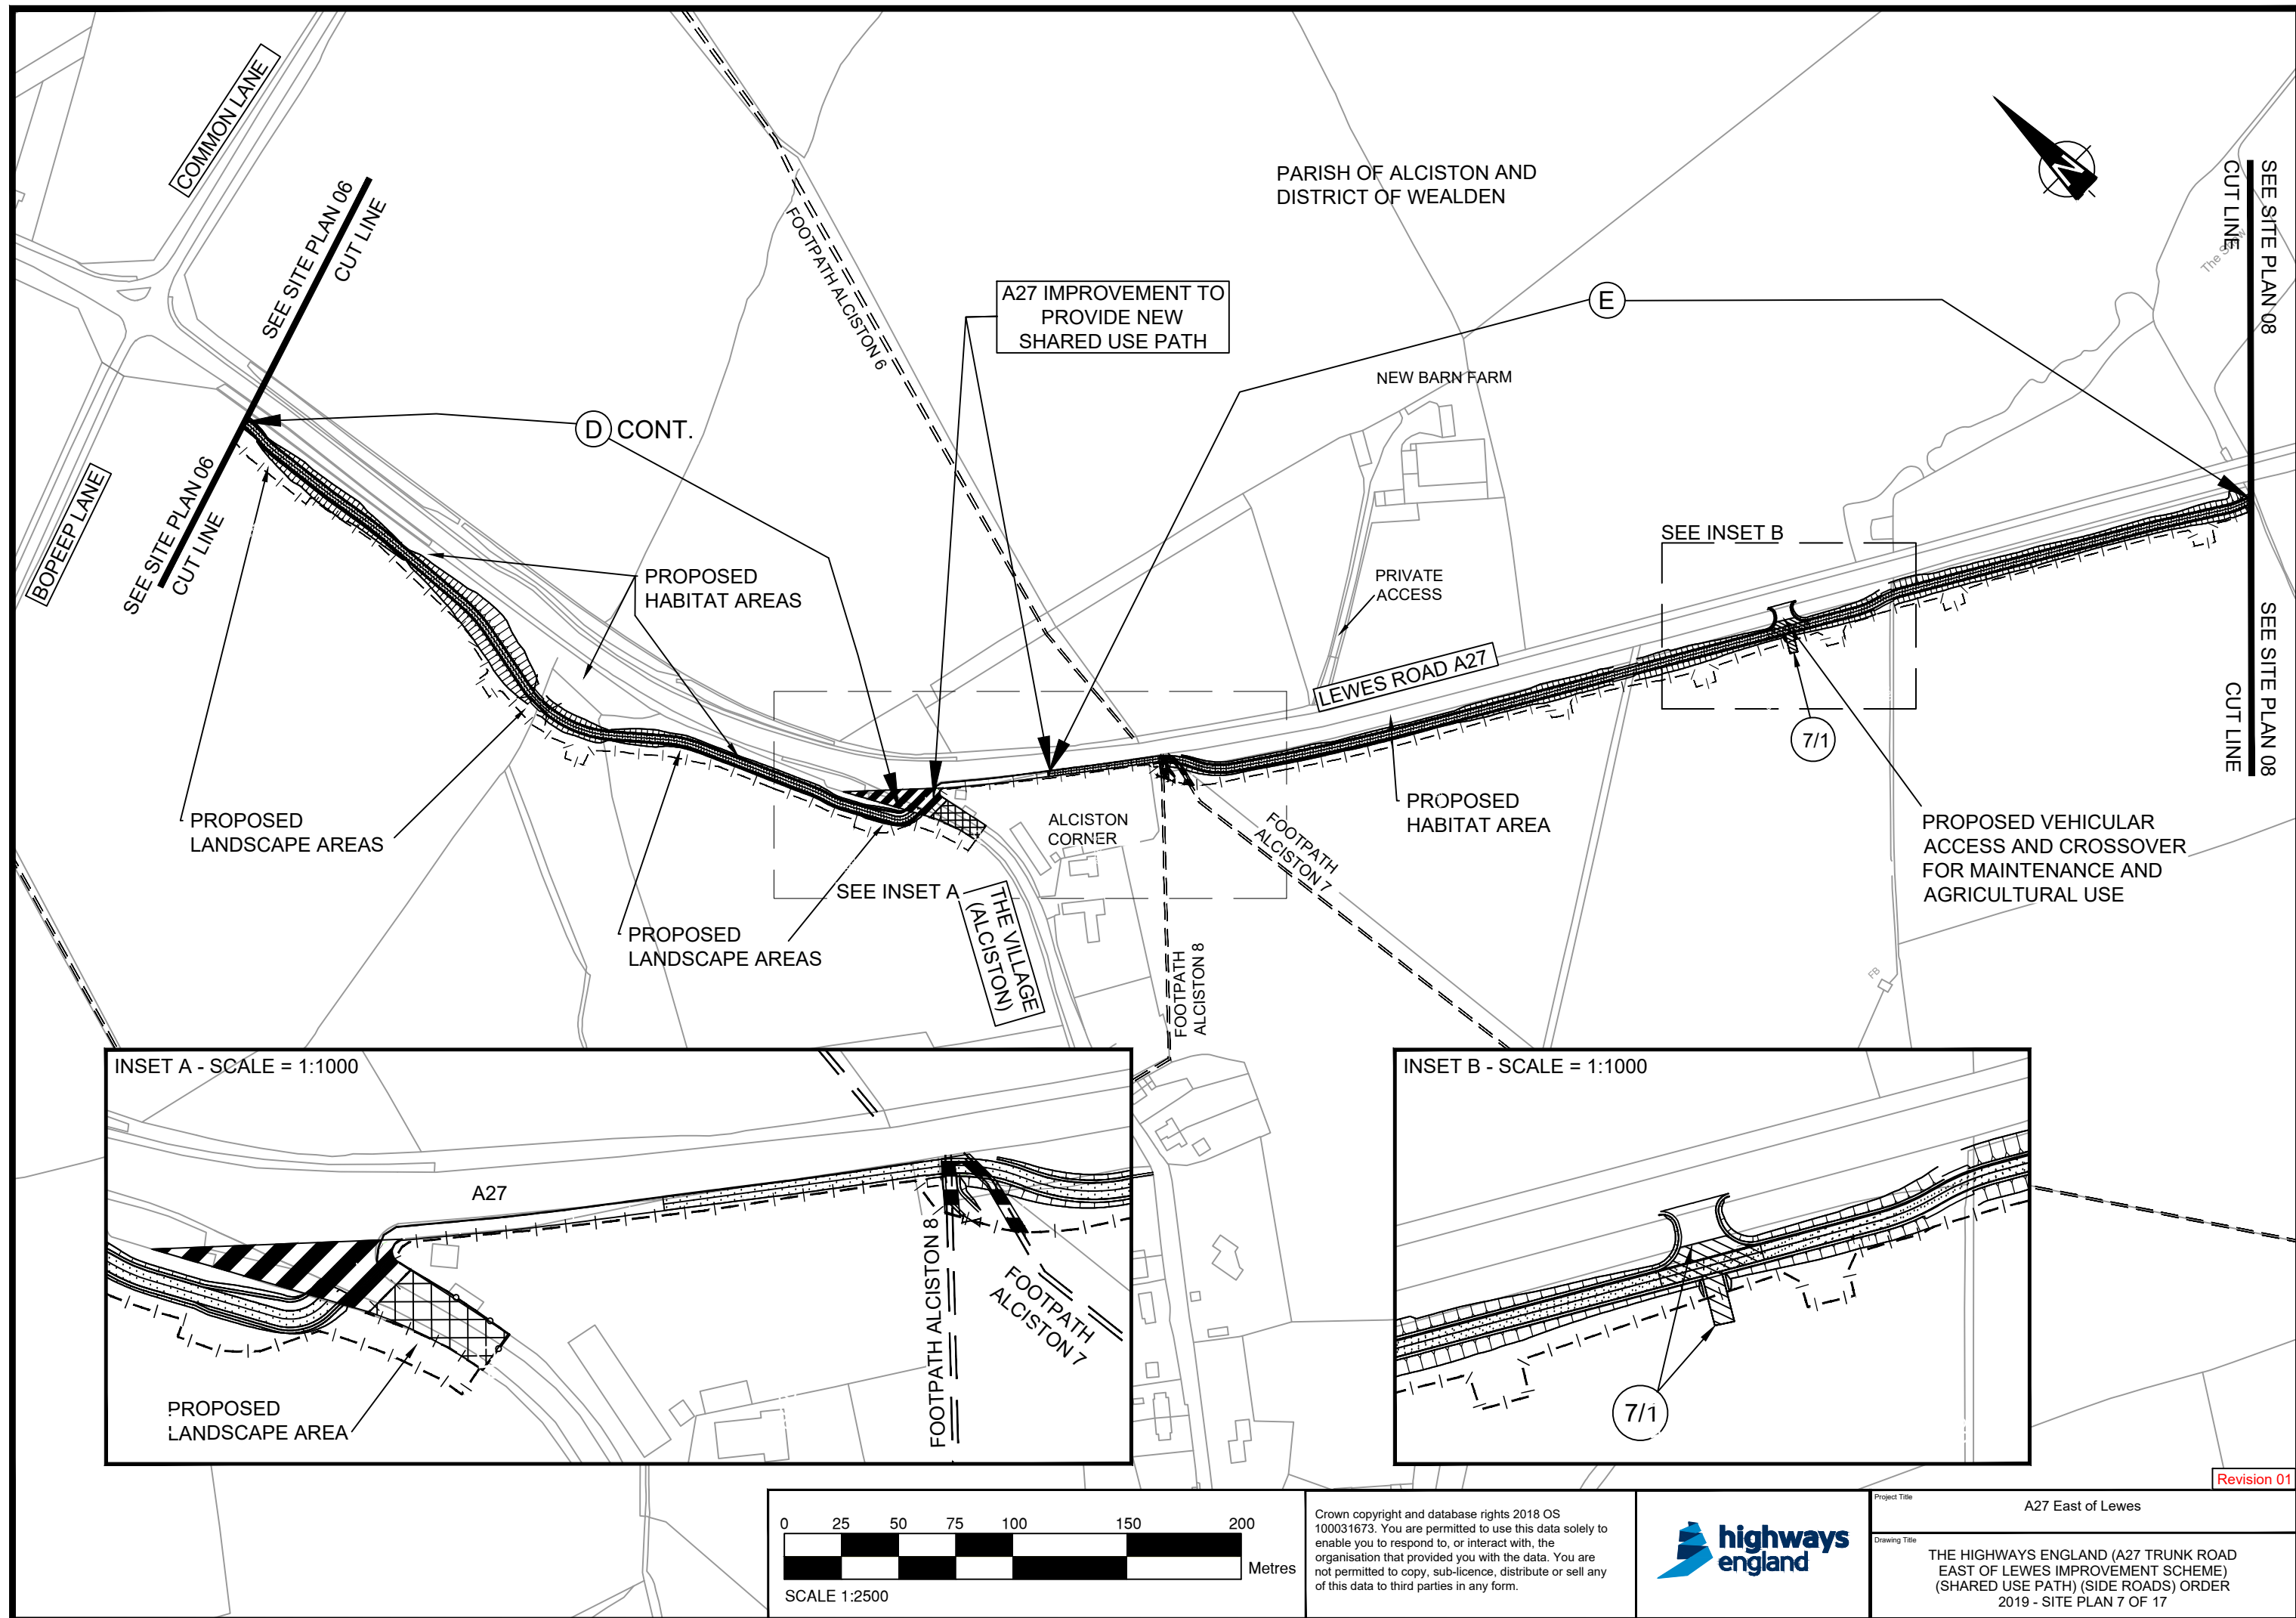 COMMON LANE
SEE SITE PLAN 06
CUT LINE
BOPEEP LANE
SEE SITE PLAN 06
CUT LINE
D CONT.
FOOTPATH ALCISTON 6
PARISH OF ALCISTON AND
DISTRICT OF WEALDEN
A27 IMPROVEMENT TO
PROVIDE NEW
SHARED USE PATH
E
N
SEE SITE PLAN 08
CUT LINE
NEW BARN FARM
PRIVATE
ACCESS
SEE INSET B
PROPOSED
HABITAT AREAS
LEWES ROAD A27
7/1
SEE SITE PLAN 08
CUT LINE
PROPOSED
LANDSCAPE AREAS
ALCISTON
CORNER
FOOTPATH
ALCISTON 7
PROPOSED
HABITAT AREA
PROPOSED VEHICULAR
ACCESS AND CROSSOVER
FOR MAINTENANCE AND
AGRICULTURAL USE
SEE INSET A
THE VILLAGE
(ALCISTON)
PROPOSED
LANDSCAPE AREAS
FOOTPATH
ALCISTON 8
FB
INSET A - SCALE = 1:1000
A27
FOOTPATH ALCISTON 8
FOOTPATH
ALCISTON 7
PROPOSED
LANDSCAPE AREA
INSET B - SCALE = 1:1000
7/1
Revision 01
0 25 50 75 100 150 200
Metres
SCALE 1:2500
Crown copyright and database rights 2018 OS
100031673. You are permitted to use this data solely to
enable you to respond to, or interact with, the
organisation that provided you with the data. You are
not permitted to copy, sub-licence, distribute or sell any
of this data to third parties in any form.
highways
england
Project Title
A27 East of Lewes
Drawing Title
THE HIGHWAYS ENGLAND (A27 TRUNK ROAD
EAST OF LEWES IMPROVEMENT SCHEME)
(SHARED USE PATH) (SIDE ROADS) ORDER
2019 - SITE PLAN 7 OF 17